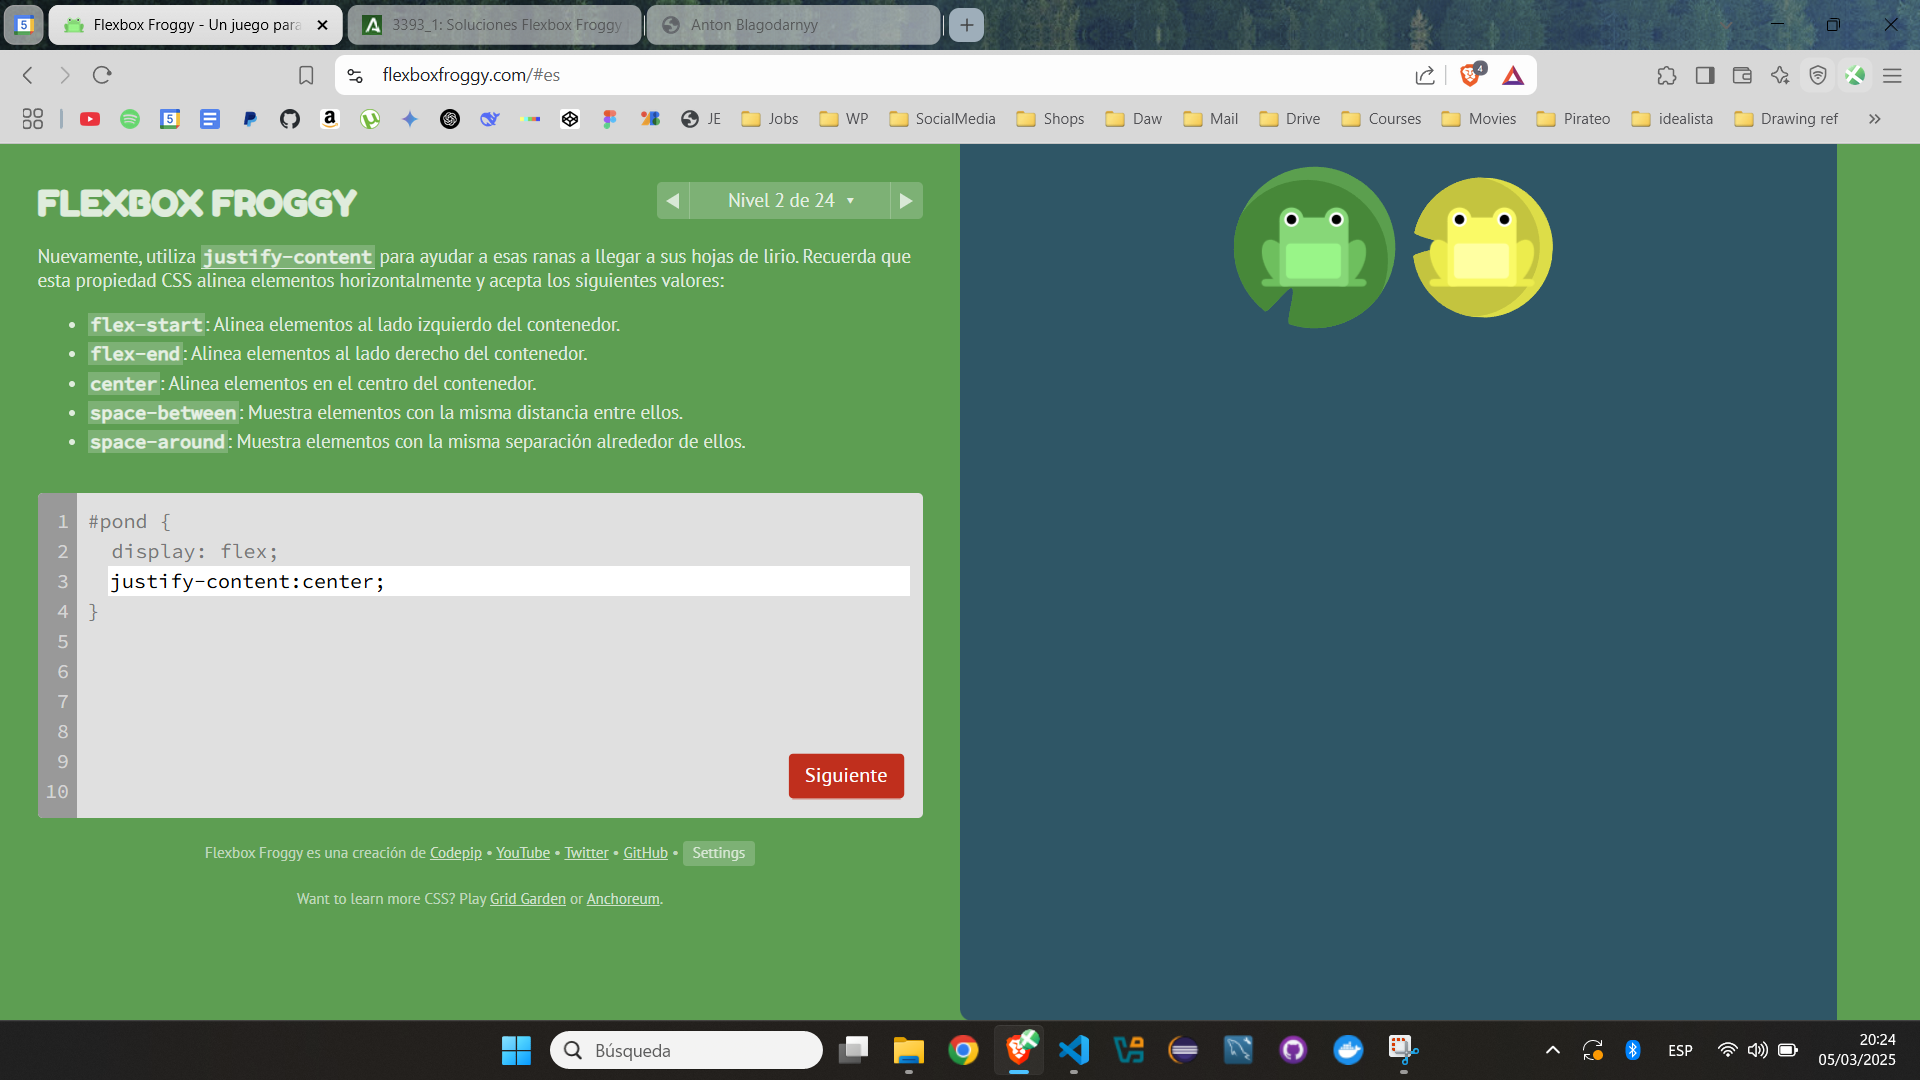 5
Flexbox Froggy - Un juego para
3393_1: Soluciones Flexbox Froggy
Anton Blagodarnyy
flexboxfroggy.com/#es
4
5
JE
Jobs
WP
SocialMedia
Shops
Daw
Mail
Drive
Courses
Movies
Pirateo
idealista
Drawing ref
FLEXBOX FROGGY
Nivel 2 de 24
Nuevamente, utiliza justify-content para ayudar a esas ranas a llegar a sus hojas de lirio. Recuerda que
esta propiedad CSS alinea elementos horizontalmente y acepta los siguientes valores:
• flex-start: Alinea elementos al lado izquierdo del contenedor.
• flex-end: Alinea elementos al lado derecho del contenedor.
• center: Alinea elementos en el centro del contenedor.
• space-between: Muestra elementos con la misma distancia entre ellos.
• space-around: Muestra elementos con la misma separación alrededor de ellos.
1 #pond {
2 display: flex;
3 justify-content:center;
4 }
5
6
7
8
9
10
Siguiente
Flexbox Froggy es una creación de Codepip • YouTube • Twitter • GitHub • Settings
Want to learn more CSS? Play Grid Garden or Anchoreum.
Búsqueda
ESP
20:24
05/03/2025